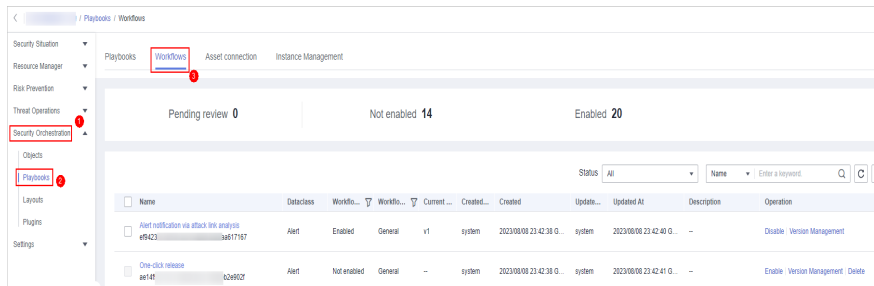 / Playbooks / Workflows
Security Situation
Resource Manager
Risk Prevention
Threat Operations
1
Security Orchestration
Objects
Playbooks
2
Layouts
Plugins
Settings
Playbooks Workflows Asset connection Instance Management
3
Pending review 0 Not enabled 14 Enabled 20
Status All Name Enter a keyword.
Name Dataclass Workflo... Workflo... Current ... Created... Created Update... Updated At Description Operation
Alert notification via attack link analysis
ef9423 aa617167
Alert Enabled General v1 system 2023/08/08 23:42:38 G... system 2023/08/08 23:42:40 G... -- Disable Version Management
One-click release
ae14f b2e902f
Alert Not enabled General -- system 2023/08/08 23:42:38 G... system 2023/08/08 23:42:41 G... -- Enable Version Management Delete